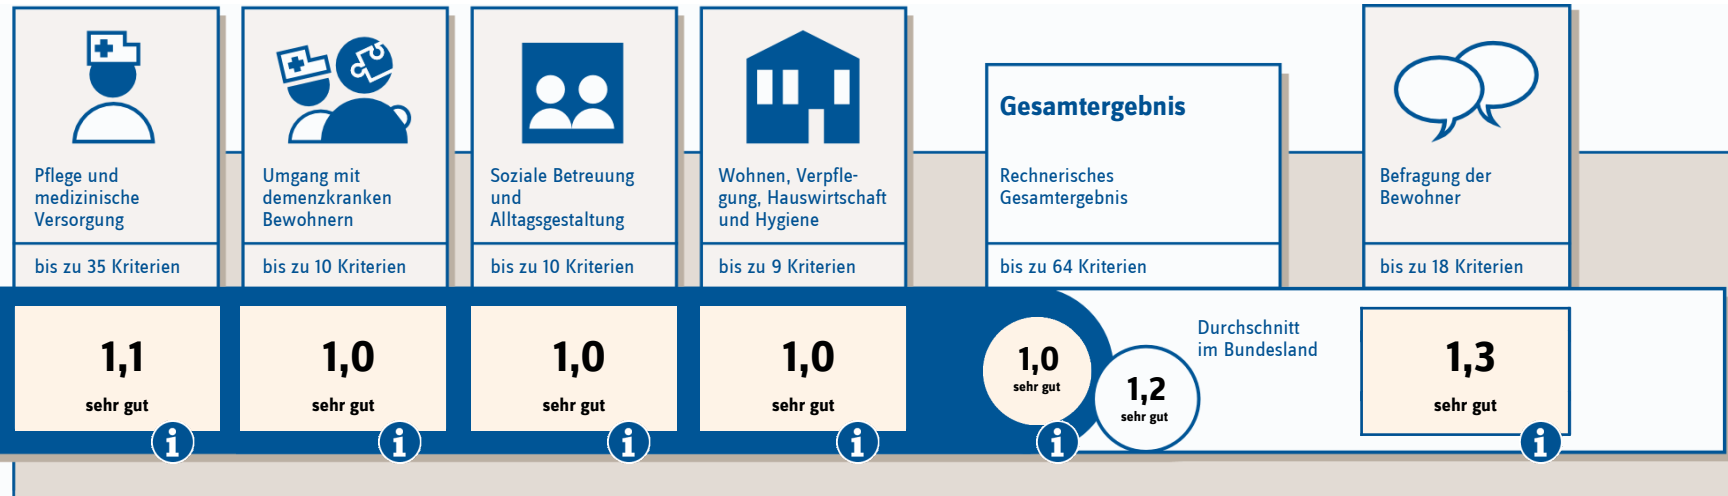 Pflege und
medizinische
Versorgung
bis zu 35 Kriterien
1,1
sehr gut
i
Umgang mit
demenzkranken
Bewohnern
bis zu 10 Kriterien
1,0
sehr gut
i
Soziale Betreuung
und
Alltagsgestaltung
bis zu 10 Kriterien
1,0
sehr gut
i
Wohnen, Verpfle-
gung, Hauswirtschaft
und Hygiene
bis zu 9 Kriterien
1,0
sehr gut
i
Gesamtergebnis
Rechnerisches
Gesamtergebnis
bis zu 64 Kriterien
1,0
sehr gut
i
1,2
sehr gut
Durchschnitt
im Bundesland
Befragung der
Bewohner
bis zu 18 Kriterien
1,3
sehr gut
i